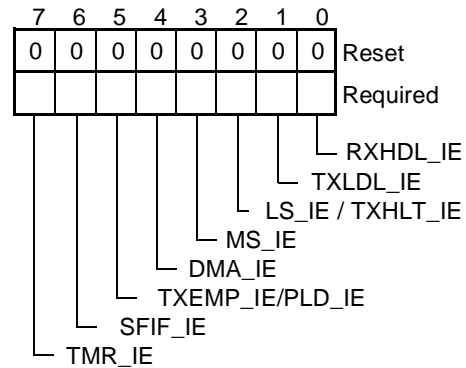 7 6 5 4 3 2 1 0
0 0 0 0 0 0 0 0 Reset
Required
RXHDL_IE
TXLDL_IE
LS_IE / TXHLT_IE
MS_IE
DMA_IE
TXEMP_IE/PLD_IE
SFIF_IE
TMR_IE